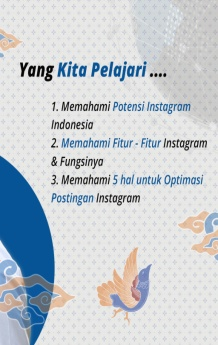 Yang Kita Pelajari ....
1. Memahami Potensi Instagram
Indonesia
2. Memahami Fitur - Fitur Instagram
& Fungsinya
3. Memahami 5 hal untuk Optimasi
Postingan Instagram